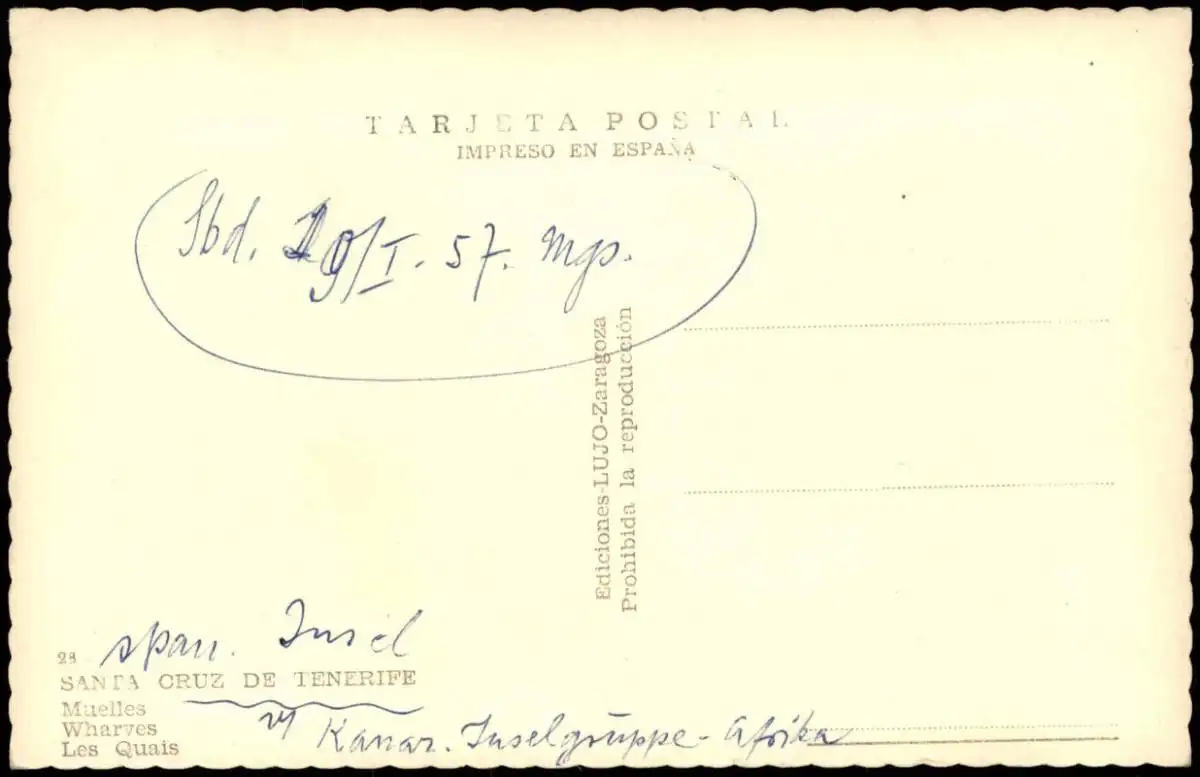 TARJETA POSTAL
IMPRESO EN ESPAÑA
Sbd. 19/I. 57. Mgs.
Ediciones-LUJO-Zaragoza
Prohibida la reproducción
span. Insel
28
SANTA CRUZ DE TENERIFE
Muelles
Wharves
Les Quais
Kanar. Inselgruppe - Afrika